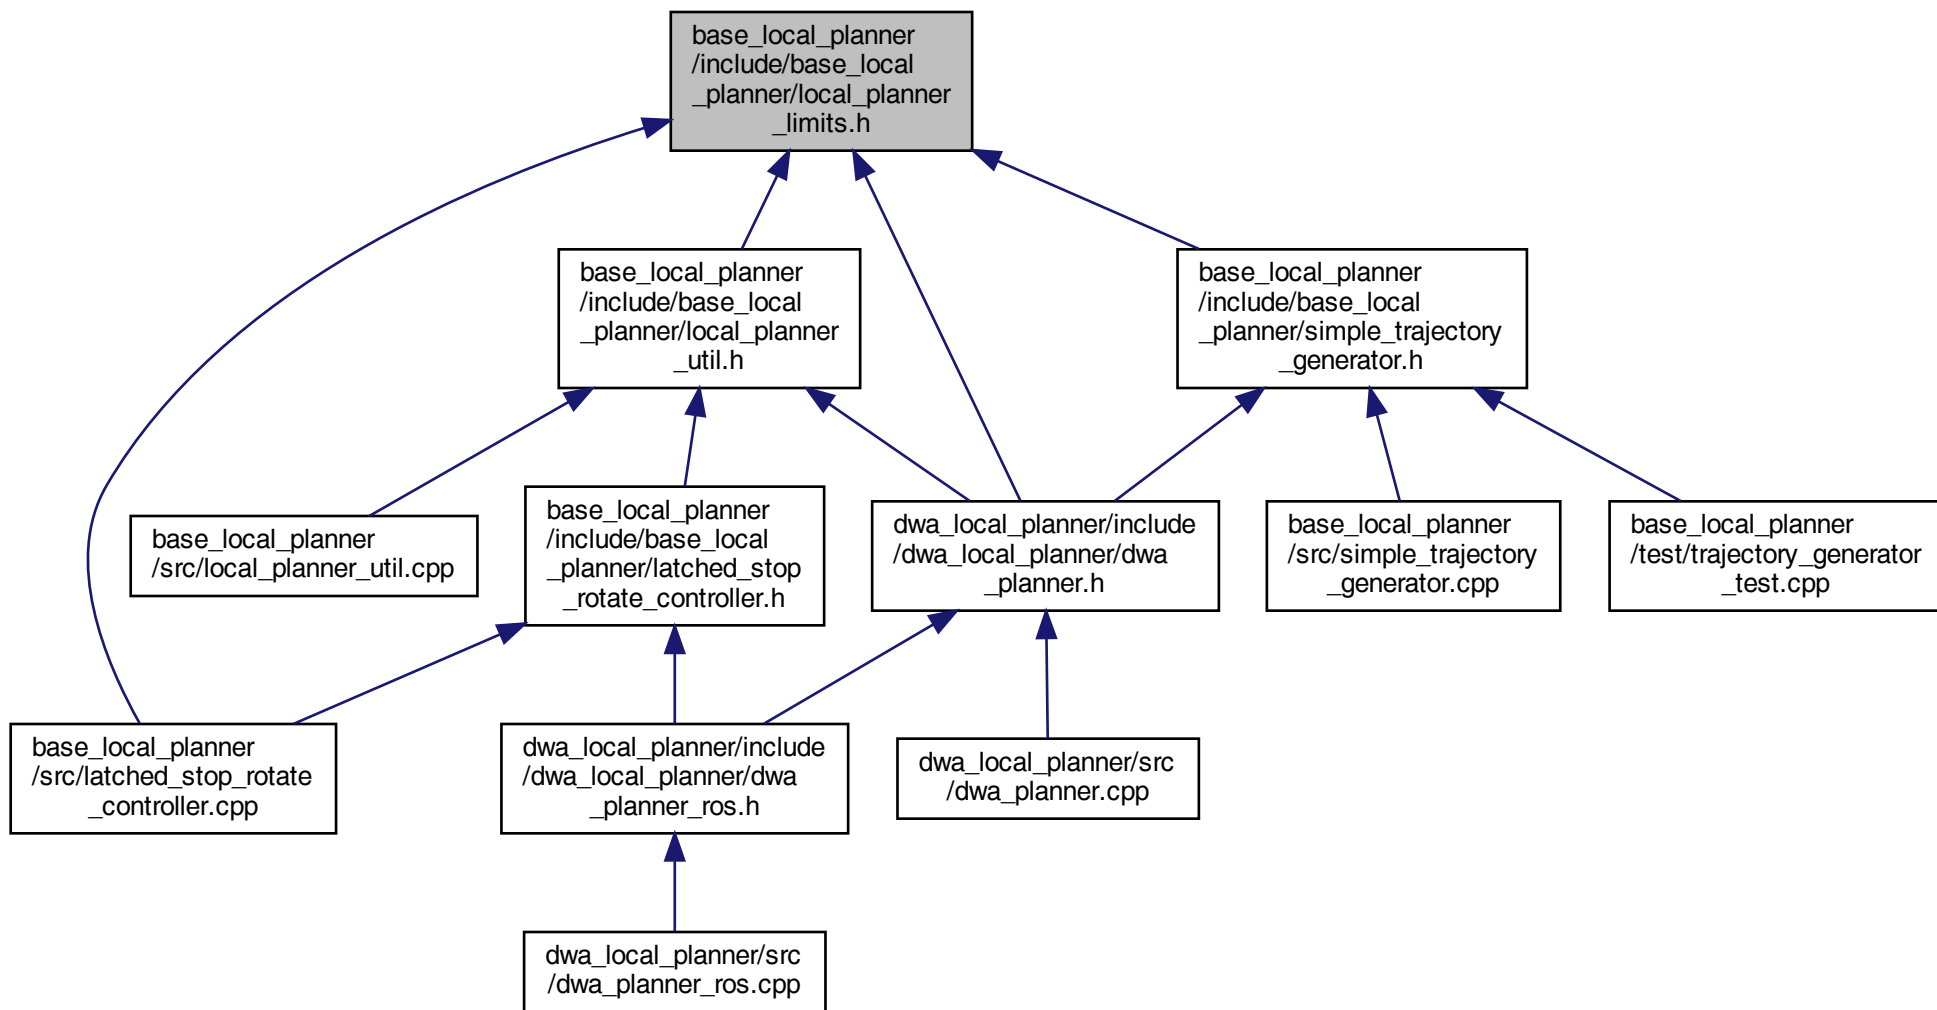 base_local_planner
/include/base_local
_planner/local_planner
_limits.h
base_local_planner
/include/base_local
_planner/local_planner
_util.h
base_local_planner
/include/base_local
_planner/simple_trajectory
_generator.h
base_local_planner
/src/local_planner_util.cpp
base_local_planner
/include/base_local
_planner/latched_stop
_rotate_controller.h
dwa_local_planner/include
/dwa_local_planner/dwa
_planner.h
base_local_planner
/src/simple_trajectory
_generator.cpp
base_local_planner
/test/trajectory_generator
_test.cpp
base_local_planner
/src/latched_stop_rotate
_controller.cpp
dwa_local_planner/include
/dwa_local_planner/dwa
_planner_ros.h
dwa_local_planner/src
/dwa_planner.cpp
dwa_local_planner/src
/dwa_planner_ros.cpp